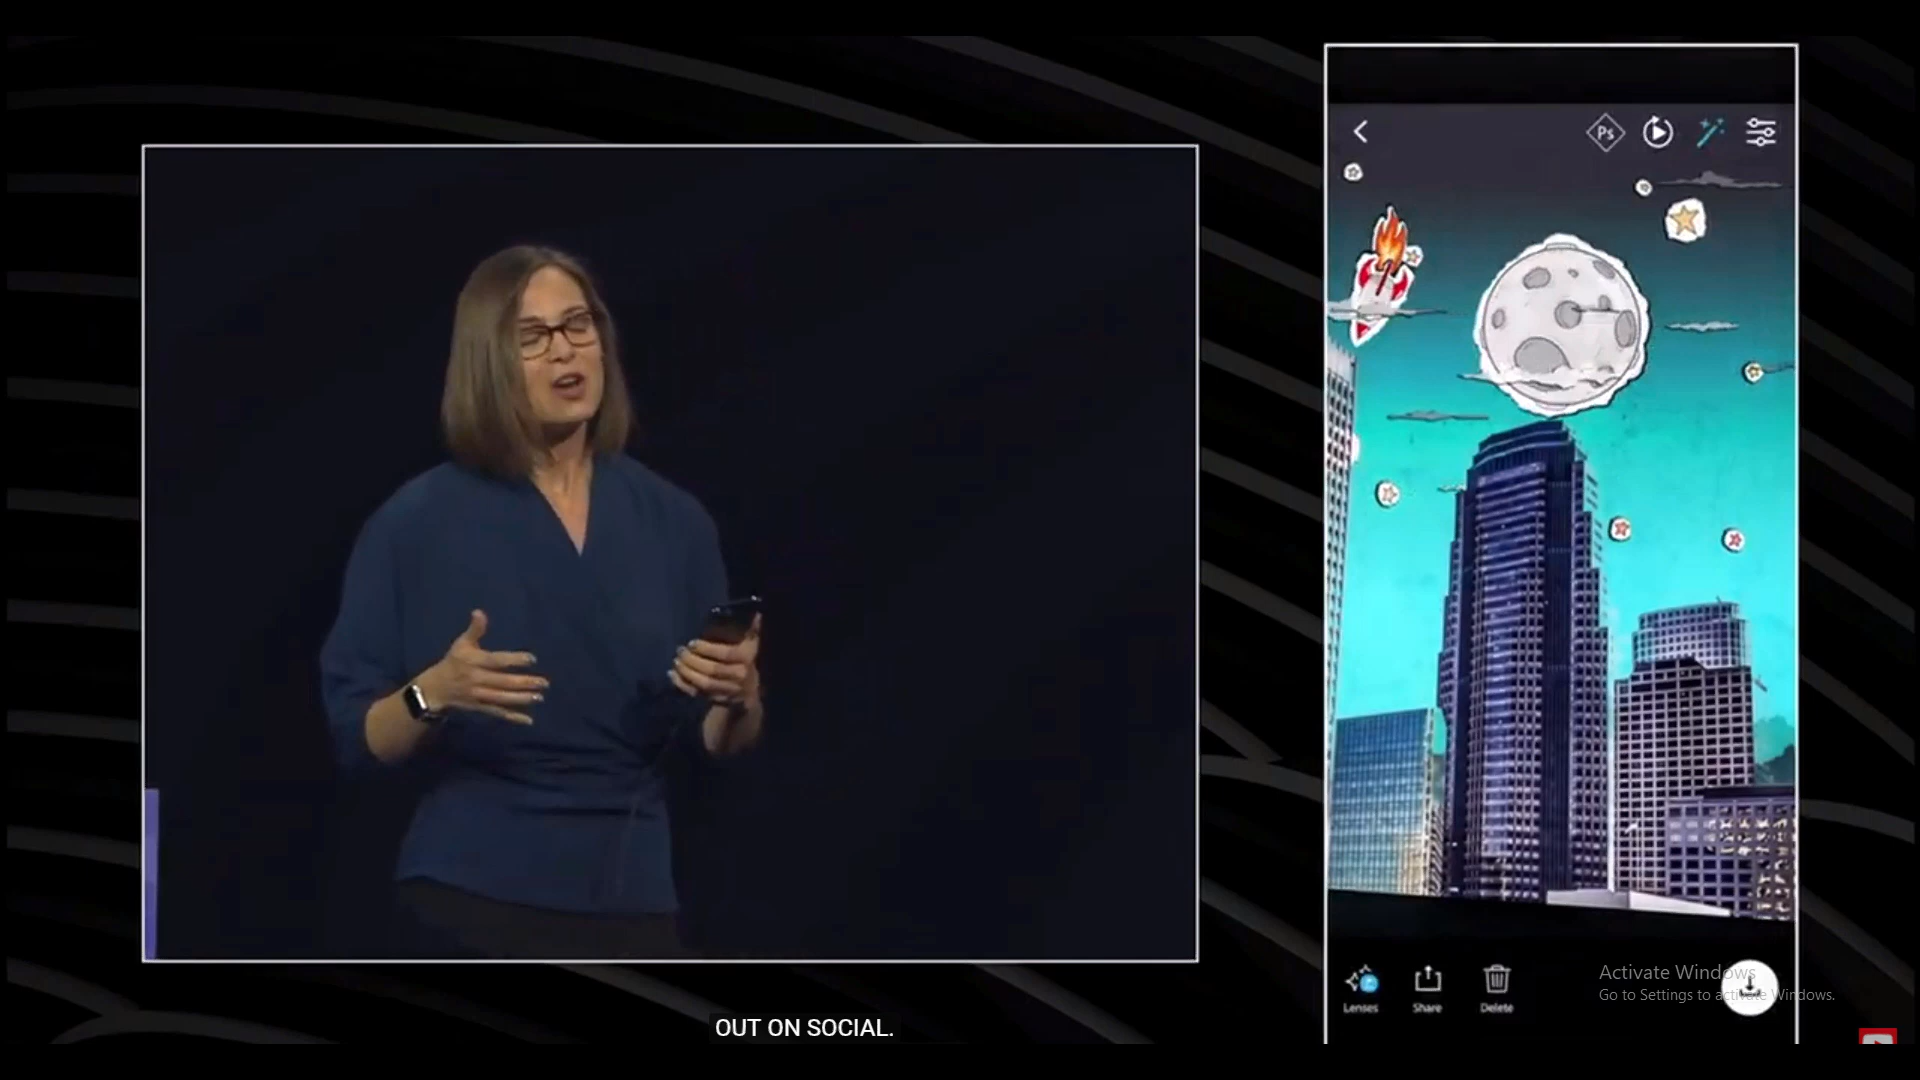 Ps
Lenses
Share
Delete
Activate Windows
Go to Settings to activate Windows.
OUT ON SOCIAL.